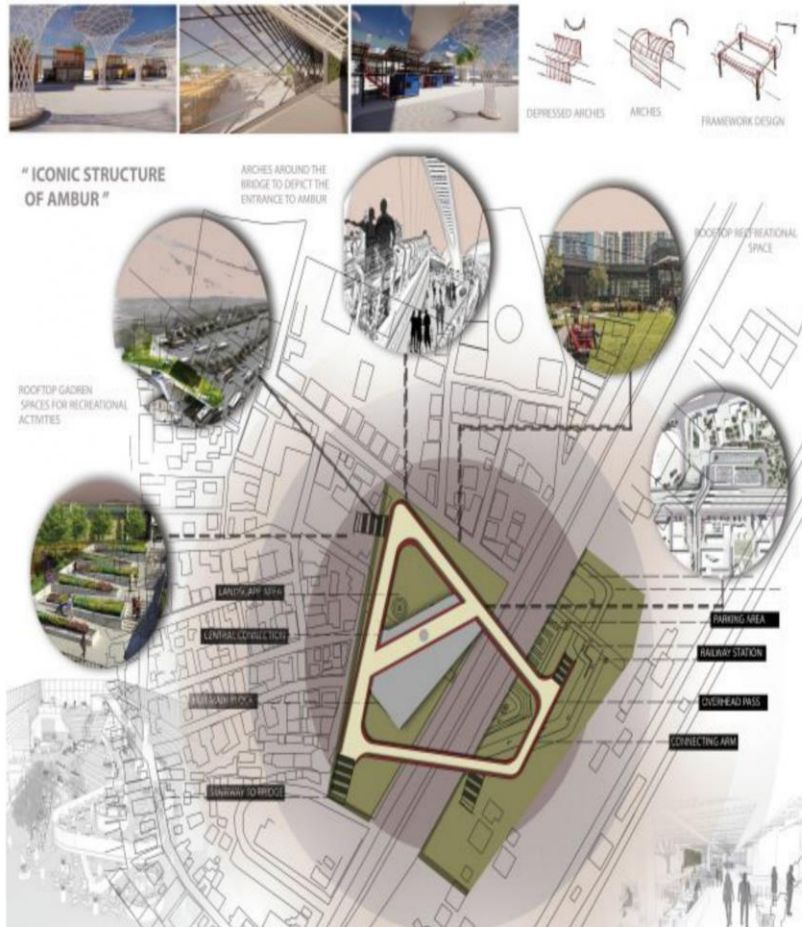 DEPRESSED ARCHES
ARCHES
FRAMEWORK DESIGN
" ICONIC STRUCTURE
OF AMBUR "
ARCHES AROUND THE
BRIDGE TO DEPICT THE
ENTRANCE TO AMBUR
ROOFTOP RECFREATIONAL
SPACE
ROOFTOP GADREN
SPACES FOR RECREATIONAL
ACTIVITIES
LANDSCAPE AREA
CENTRAL CONNECTION
PARKING AREA
RAILWAY STATION
BLOCK
OVERHEAD PASS
CONNECTING ARM
STAIRWAY TO BRIDGE